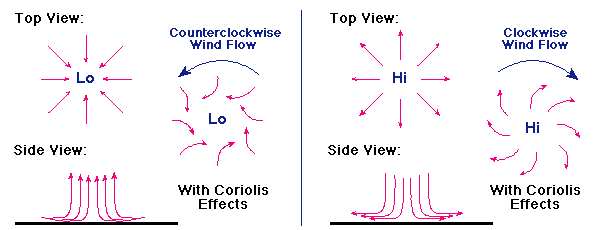 Top View:
Lo
Counterclockwise
Wind Flow
Lo
Side View:
With Coriolis
Effects
Top View:
Hi
Clockwise
Wind Flow
Hi
Side View:
With Coriolis
Effects